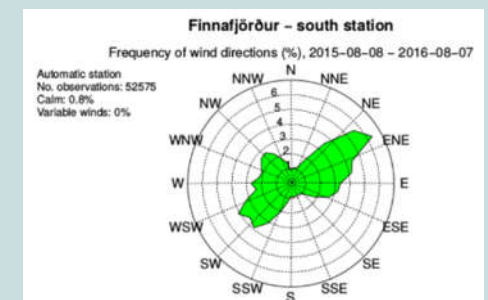 Finnafjörður – south station
Frequency of wind directions (%), 2015–08–08 – 2016–08–07
Automatic station
No. observations: 52575
Calm: 0.8%
Variable winds: 0%
N
NNW
NNE
NW
NE
6
5
4
3
2
1
WNW
ENE
W
E
WSW
ESE
SW
SE
SSW
SSE
S